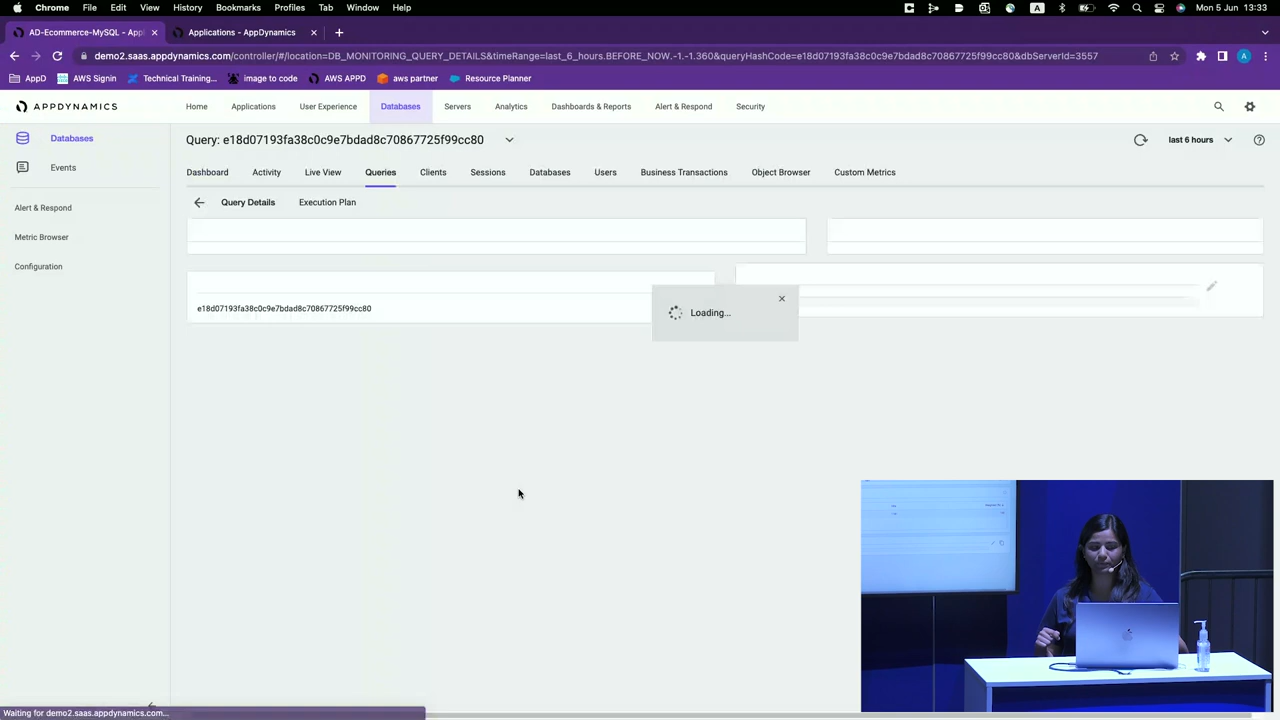 Chrome File Edit View History Bookmarks Profiles Tab Window Help
A
Mon 5 Jun 13:33
AD-Ecommerce-MySQL - Appl
Applications - AppDynamics
demo2.saas.appdynamics.com/controller/#/location=DB_MONITORING_QUERY_DETAILS&timeRange=last_6_hours.BEFORE_NOW.-1.-1.360&queryHashCode=e18d07193fa38c0c9e7bdad8c70867725f99cc80&dbServerId=3557
A
AppD AWS Signin Technical Training... image to code AWS APPD aws partner Resource Planner
APPDYNAMICS
Home Applications User Experience Databases Servers Analytics Dashboards & Reports Alert & Respond Security
Databases
Events
Alert & Respond
Metric Browser
Configuration
Query: e18d07193fa38c0c9e7bdad8c70867725f99cc80
last 6 hours
Dashboard Activity Live View Queries Clients Sessions Databases Users Business Transactions Object Browser Custom Metrics
Query Details Execution Plan
e18d07193fa38c0c9e7bdad8c70867725f99cc80
Loading...
Waiting for demo2.saas.appdynamics.com...